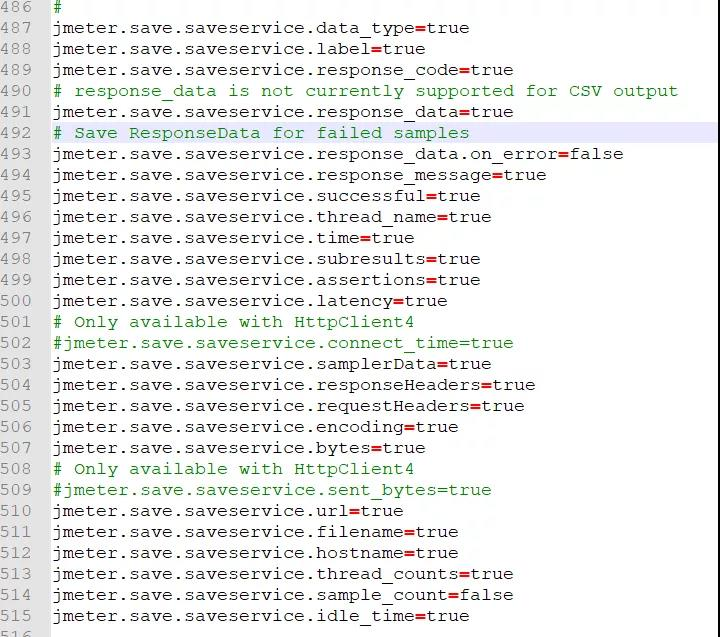 486 #
487 jmeter.save.saveservice.data_type=true
488 jmeter.save.saveservice.label=true
489 jmeter.save.saveservice.response_code=true
490 # response_data is not currently supported for CSV output
491 jmeter.save.saveservice.response_data=true
492 # Save ResponseData for failed samples
493 jmeter.save.saveservice.response_data.on_error=false
494 jmeter.save.saveservice.response_message=true
495 jmeter.save.saveservice.successful=true
496 jmeter.save.saveservice.thread_name=true
497 jmeter.save.saveservice.time=true
498 jmeter.save.saveservice.subresults=true
499 jmeter.save.saveservice.assertions=true
500 jmeter.save.saveservice.latency=true
501 # Only available with HttpClient4
502 #jmeter.save.saveservice.connect_time=true
503 jmeter.save.saveservice.samplerData=true
504 jmeter.save.saveservice.responseHeaders=true
505 jmeter.save.saveservice.requestHeaders=true
506 jmeter.save.saveservice.encoding=true
507 jmeter.save.saveservice.bytes=true
508 # Only available with HttpClient4
509 #jmeter.save.saveservice.sent_bytes=true
510 jmeter.save.saveservice.url=true
511 jmeter.save.saveservice.filename=true
512 jmeter.save.saveservice.hostname=true
513 jmeter.save.saveservice.thread_counts=true
514 jmeter.save.saveservice.sample_count=false
515 jmeter.save.saveservice.idle_time=true
516